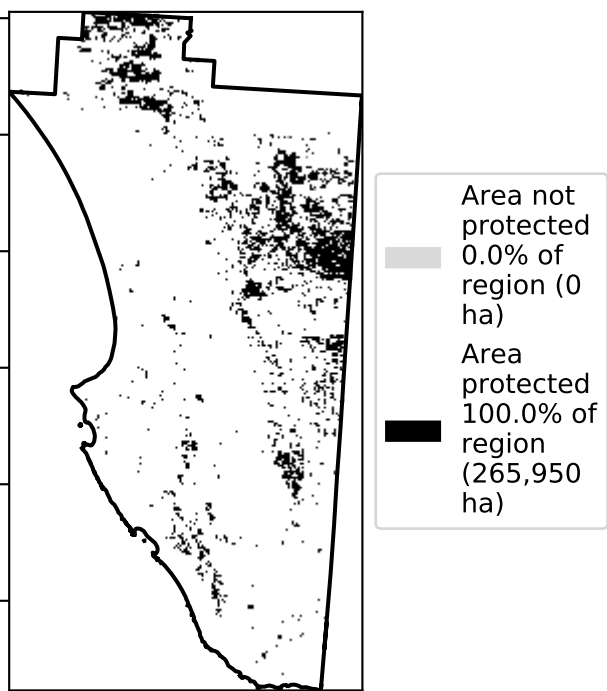 Area not
protected
0.0% of
region (0
ha)
Area
protected
100.0% of
region
(265,950
ha)